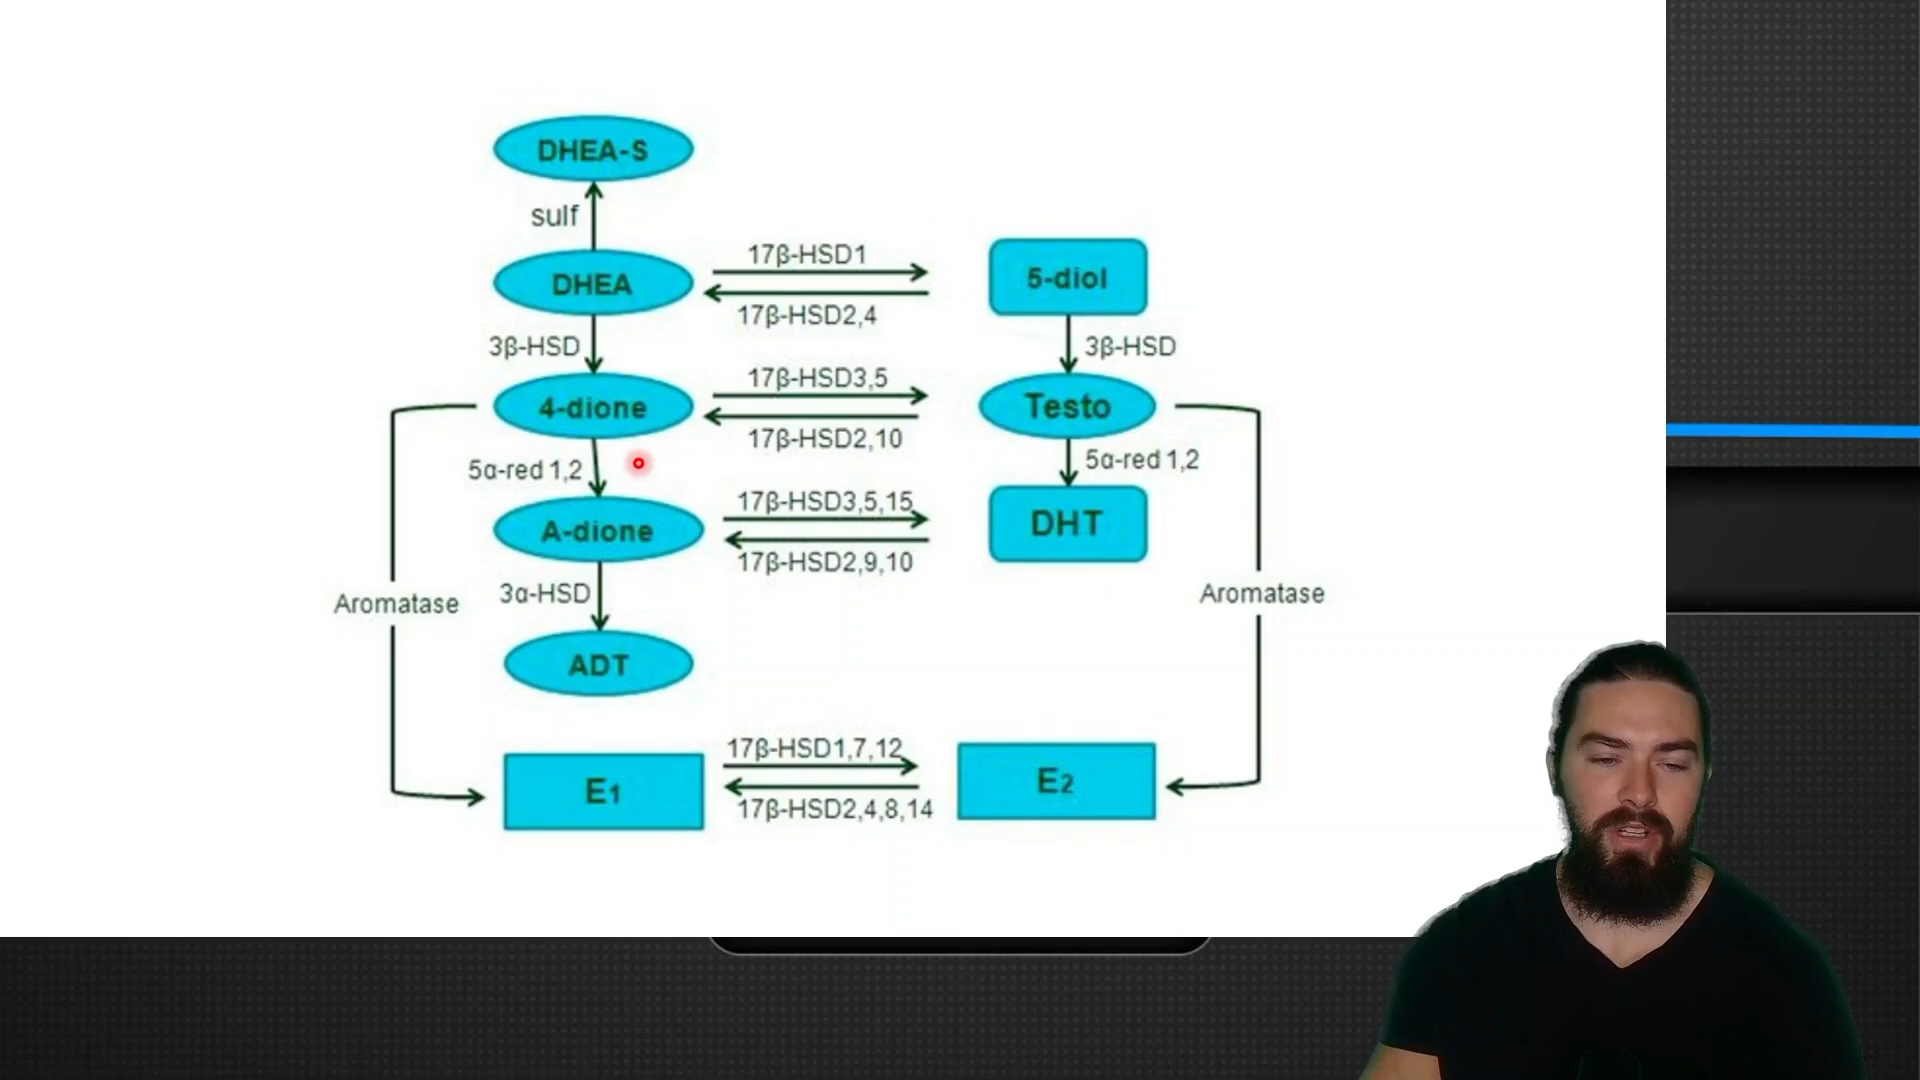 DHEA-S
sulf
17β-HSD1
DHEA
5-diol
17β-HSD2,4
3β-HSD
3β-HSD
17β-HSD3,5
4-dione
Testo
17β-HSD2,10
5α-red 1,2
5α-red 1,2
17β-HSD3,5,15
A-dione
DHT
17β-HSD2,9,10
3α-HSD
Aromatase
Aromatase
ADT
17β-HSD1,7,12
E1
E2
17β-HSD2,4,8,14